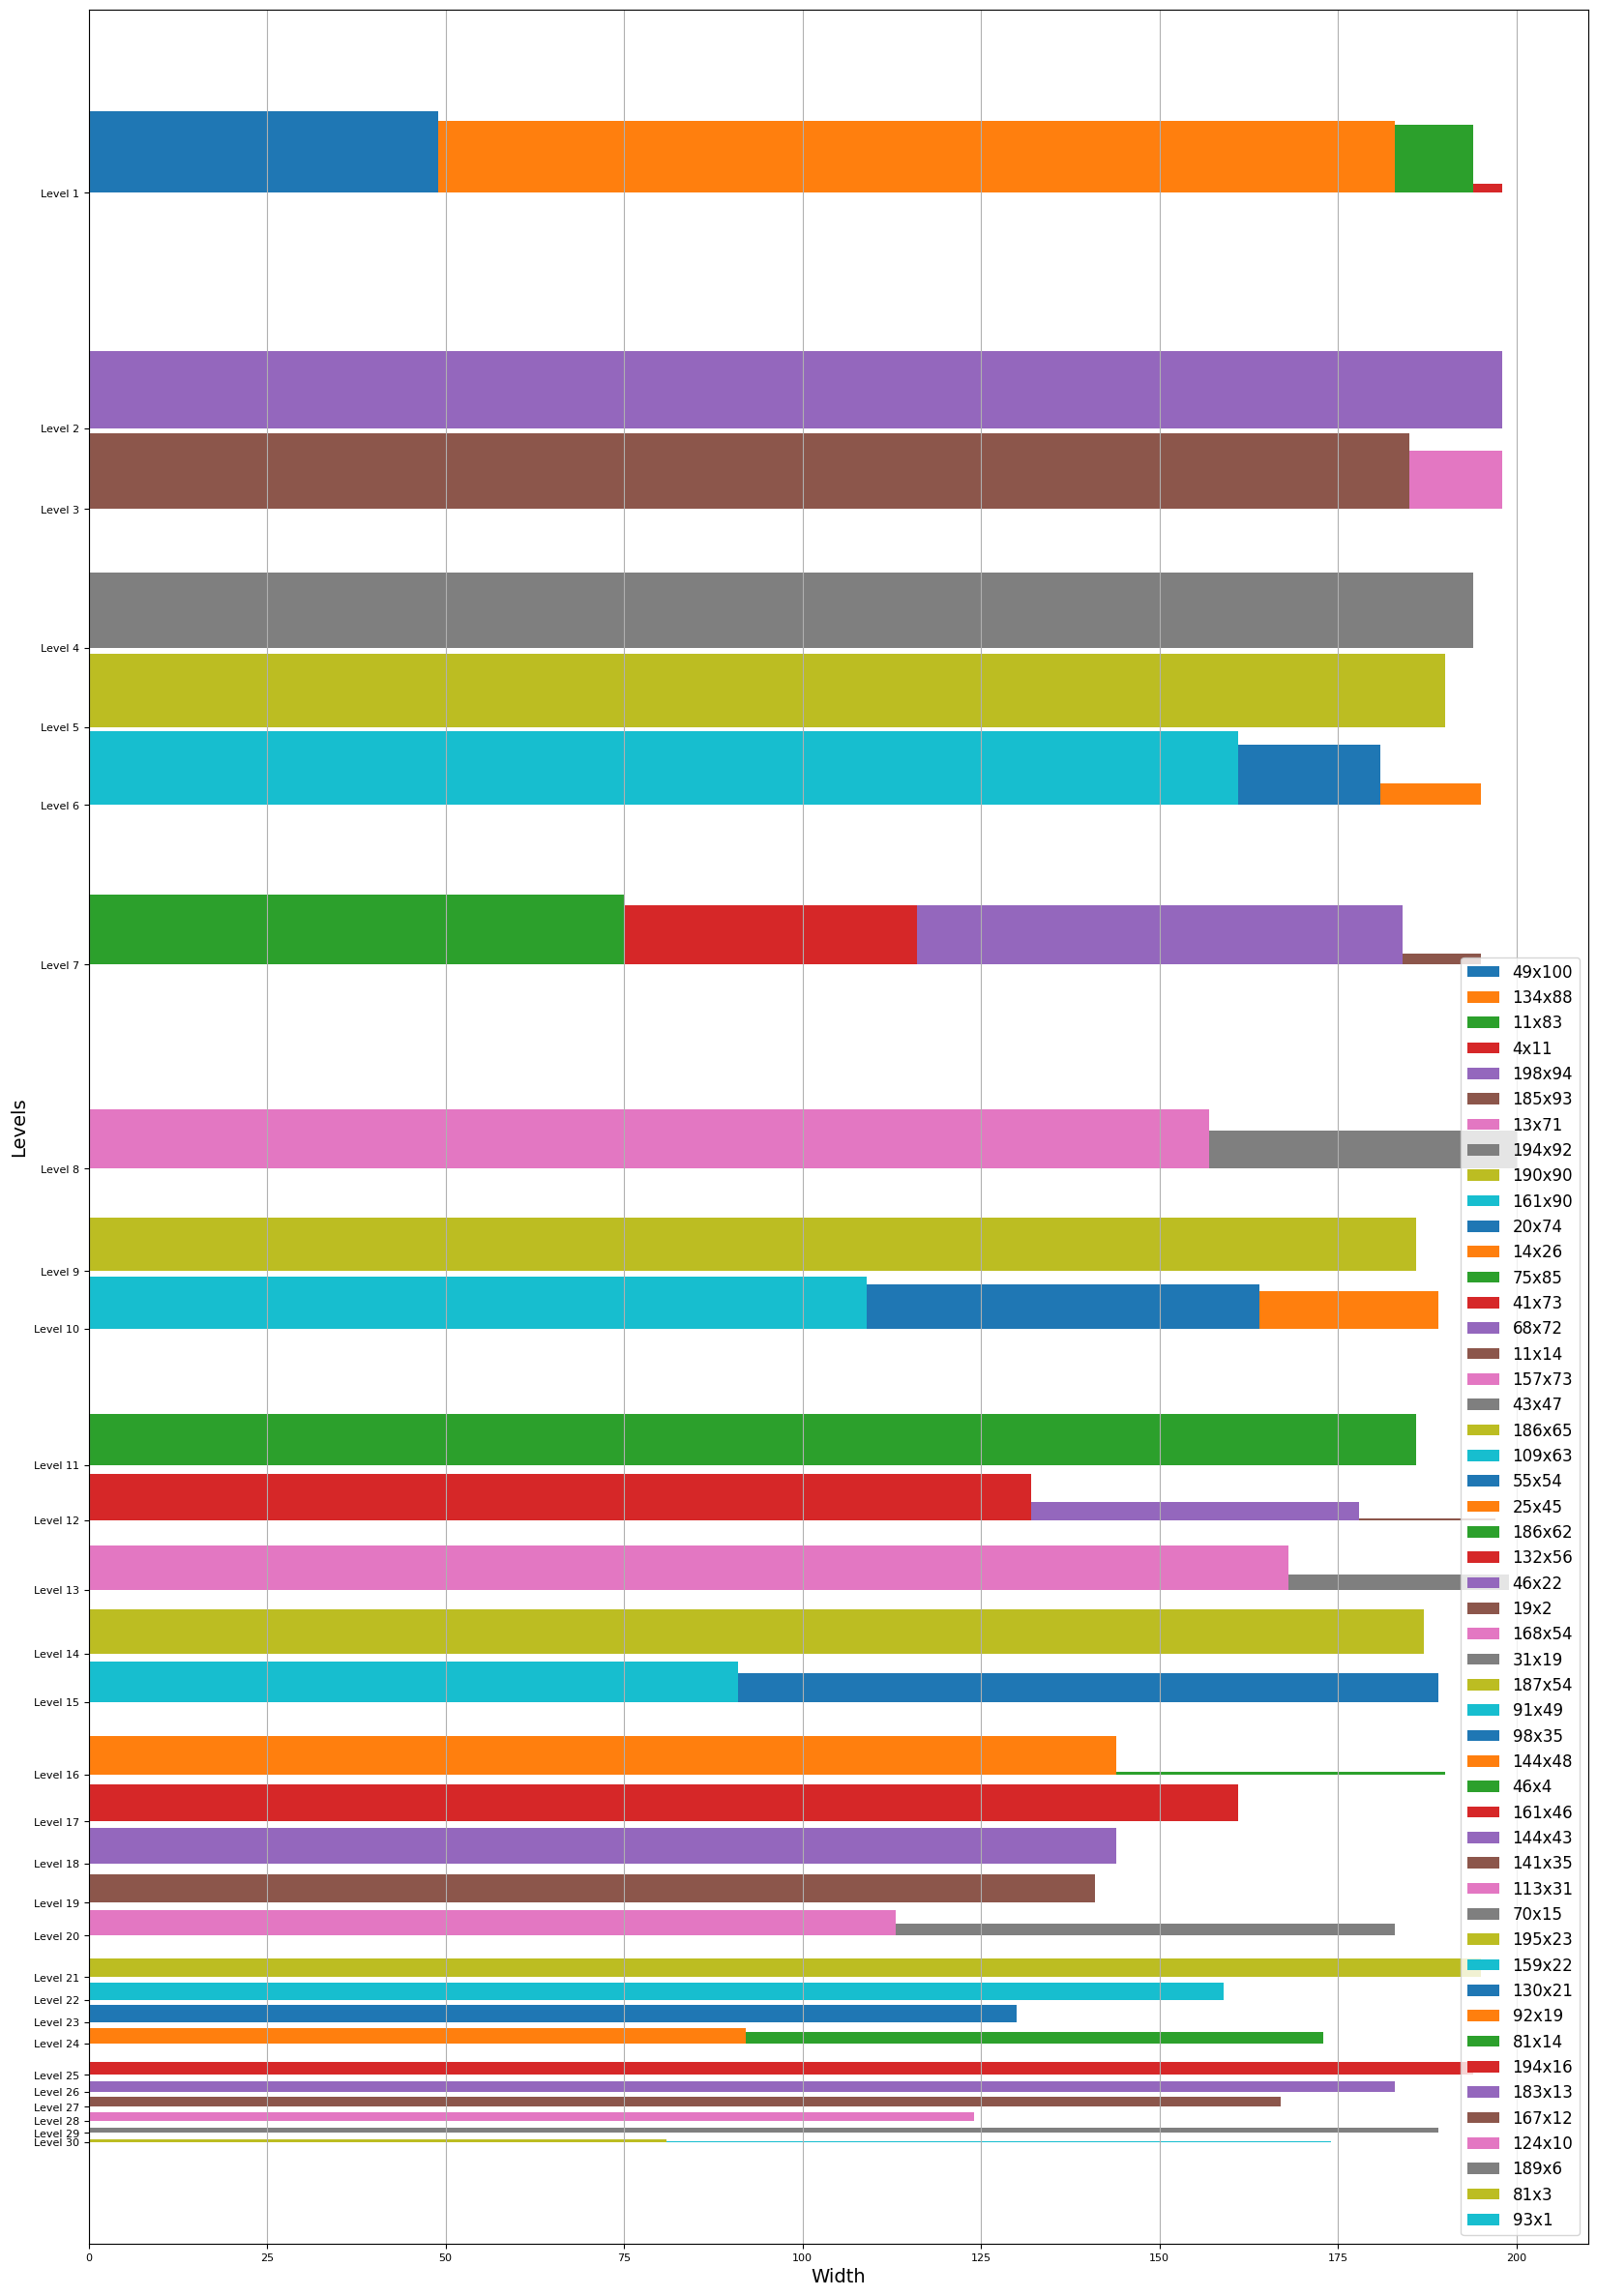 Level 1
Level 2
Level 3
Level 4
Level 5
Level 6
Level 7
Level 8
Level 9
Level 10
Level 11
Level 12
Level 13
Level 14
Level 15
Level 16
Level 17
Level 18
Level 19
Level 20
Level 21
Level 22
Level 23
Level 24
Level 25
Level 26
Level 27
Level 28
Level 29
Level 30
Levels
49x100
134x88
11x83
4x11
198x94
185x93
13x71
194x92
190x90
161x90
20x74
14x26
75x85
41x73
68x72
11x14
157x73
43x47
186x65
109x63
55x54
25x45
186x62
132x56
46x22
19x2
168x54
31x19
187x54
91x49
98x35
144x48
46x4
161x46
144x43
141x35
113x31
70x15
195x23
159x22
130x21
92x19
81x14
194x16
183x13
167x12
124x10
189x6
81x3
93x1
0 25 50 75 100 125 150 175 200
Width